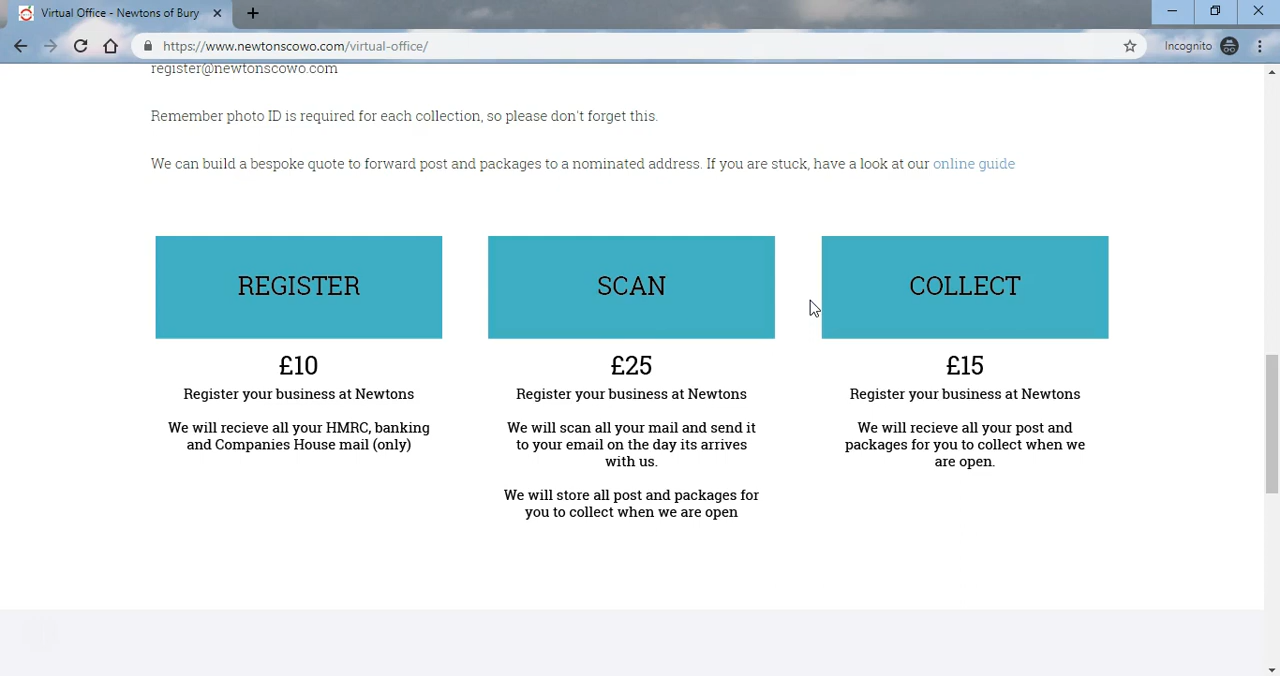 Virtual Office - Newtons of Bury
https://www.newtonscowo.com/virtual-office/
Incognito
register@newtonscowo.com
Remember photo ID is required for each collection, so please don't forget this.
We can build a bespoke quote to forward post and packages to a nominated address. If you are stuck, have a look at our online guide
REGISTER
£10
Register your business at Newtons
We will recieve all your HMRC, banking
and Companies House mail (only)
SCAN
£25
Register your business at Newtons
We will scan all your mail and send it
to your email on the day its arrives
with us.
We will store all post and packages for
you to collect when we are open
COLLECT
£15
Register your business at Newtons
We will recieve all your post and
packages for you to collect when we
are open.